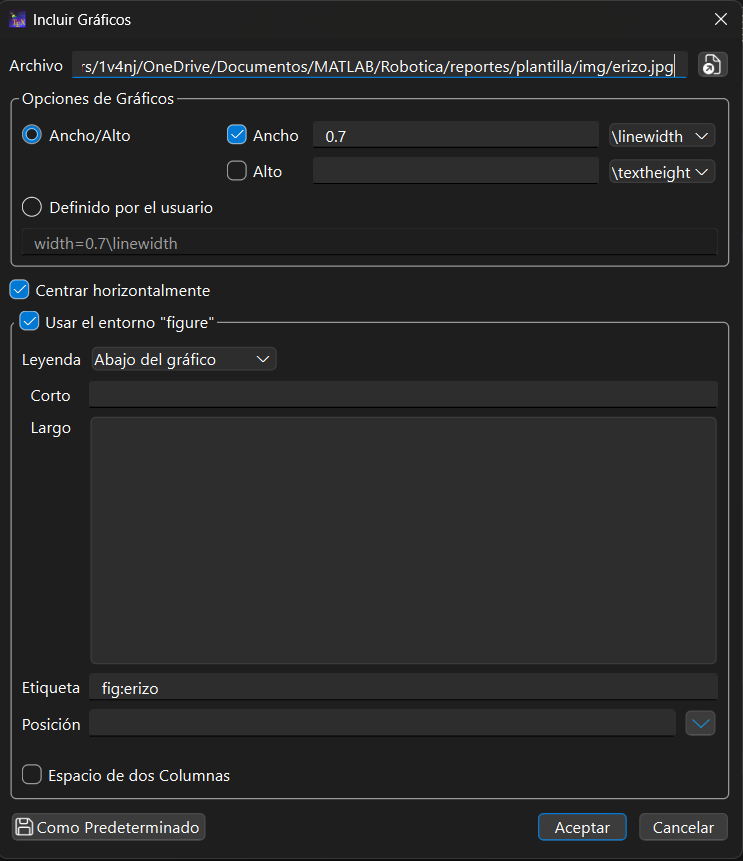 Incluir Gráficos
Archivo rs/1v4nj/OneDrive/Documentos/MATLAB/Robotica/reportes/plantilla/img/erizo.jpg
Opciones de Gráficos
Ancho/Alto Ancho 0.7 \linewidth
Alto \textheight
Definido por el usuario
width=0.7\linewidth
Centrar horizontalmente
Usar el entorno "figure"
Leyenda Abajo del gráfico
Corto
Largo
Etiqueta fig:erizo
Posición
Espacio de dos Columnas
Como Predeterminado Aceptar Cancelar